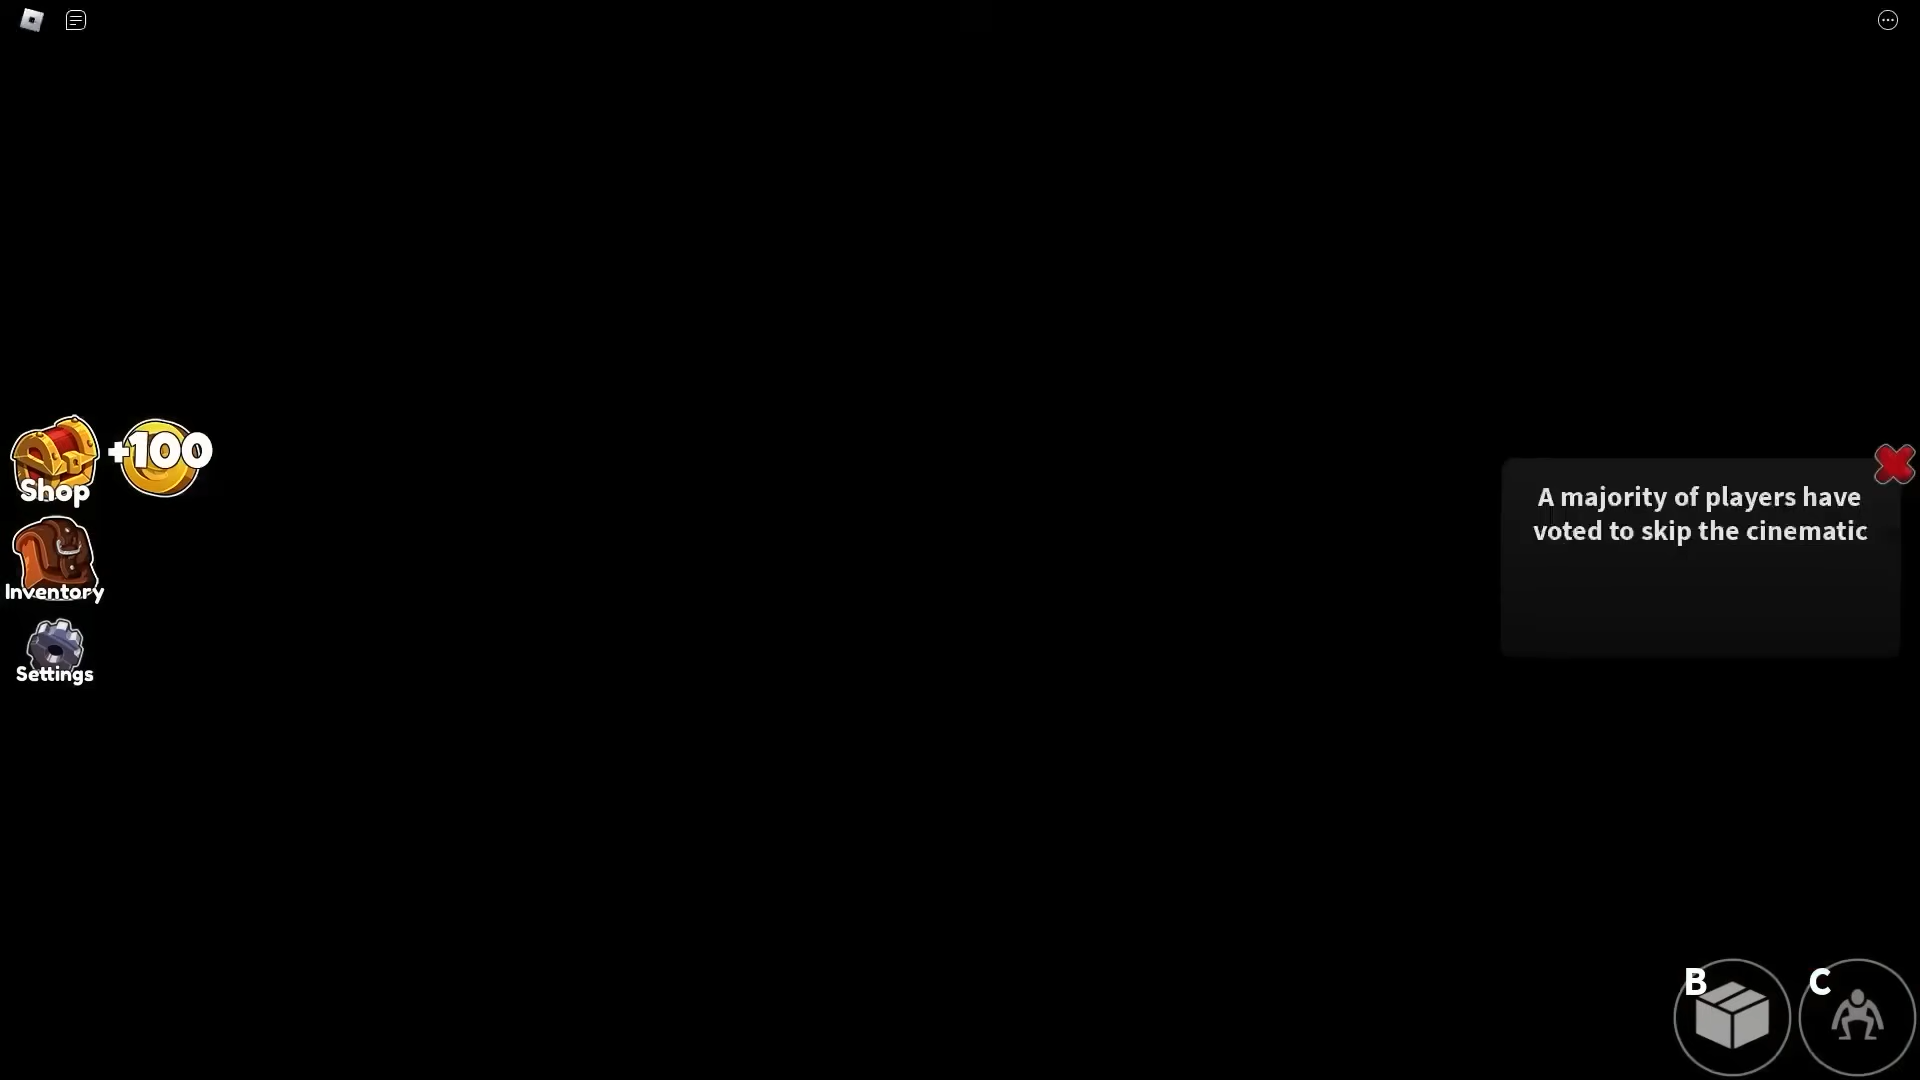 +100
Shop
Inventory
Settings
A majority of players have
voted to skip the cinematic
B
C